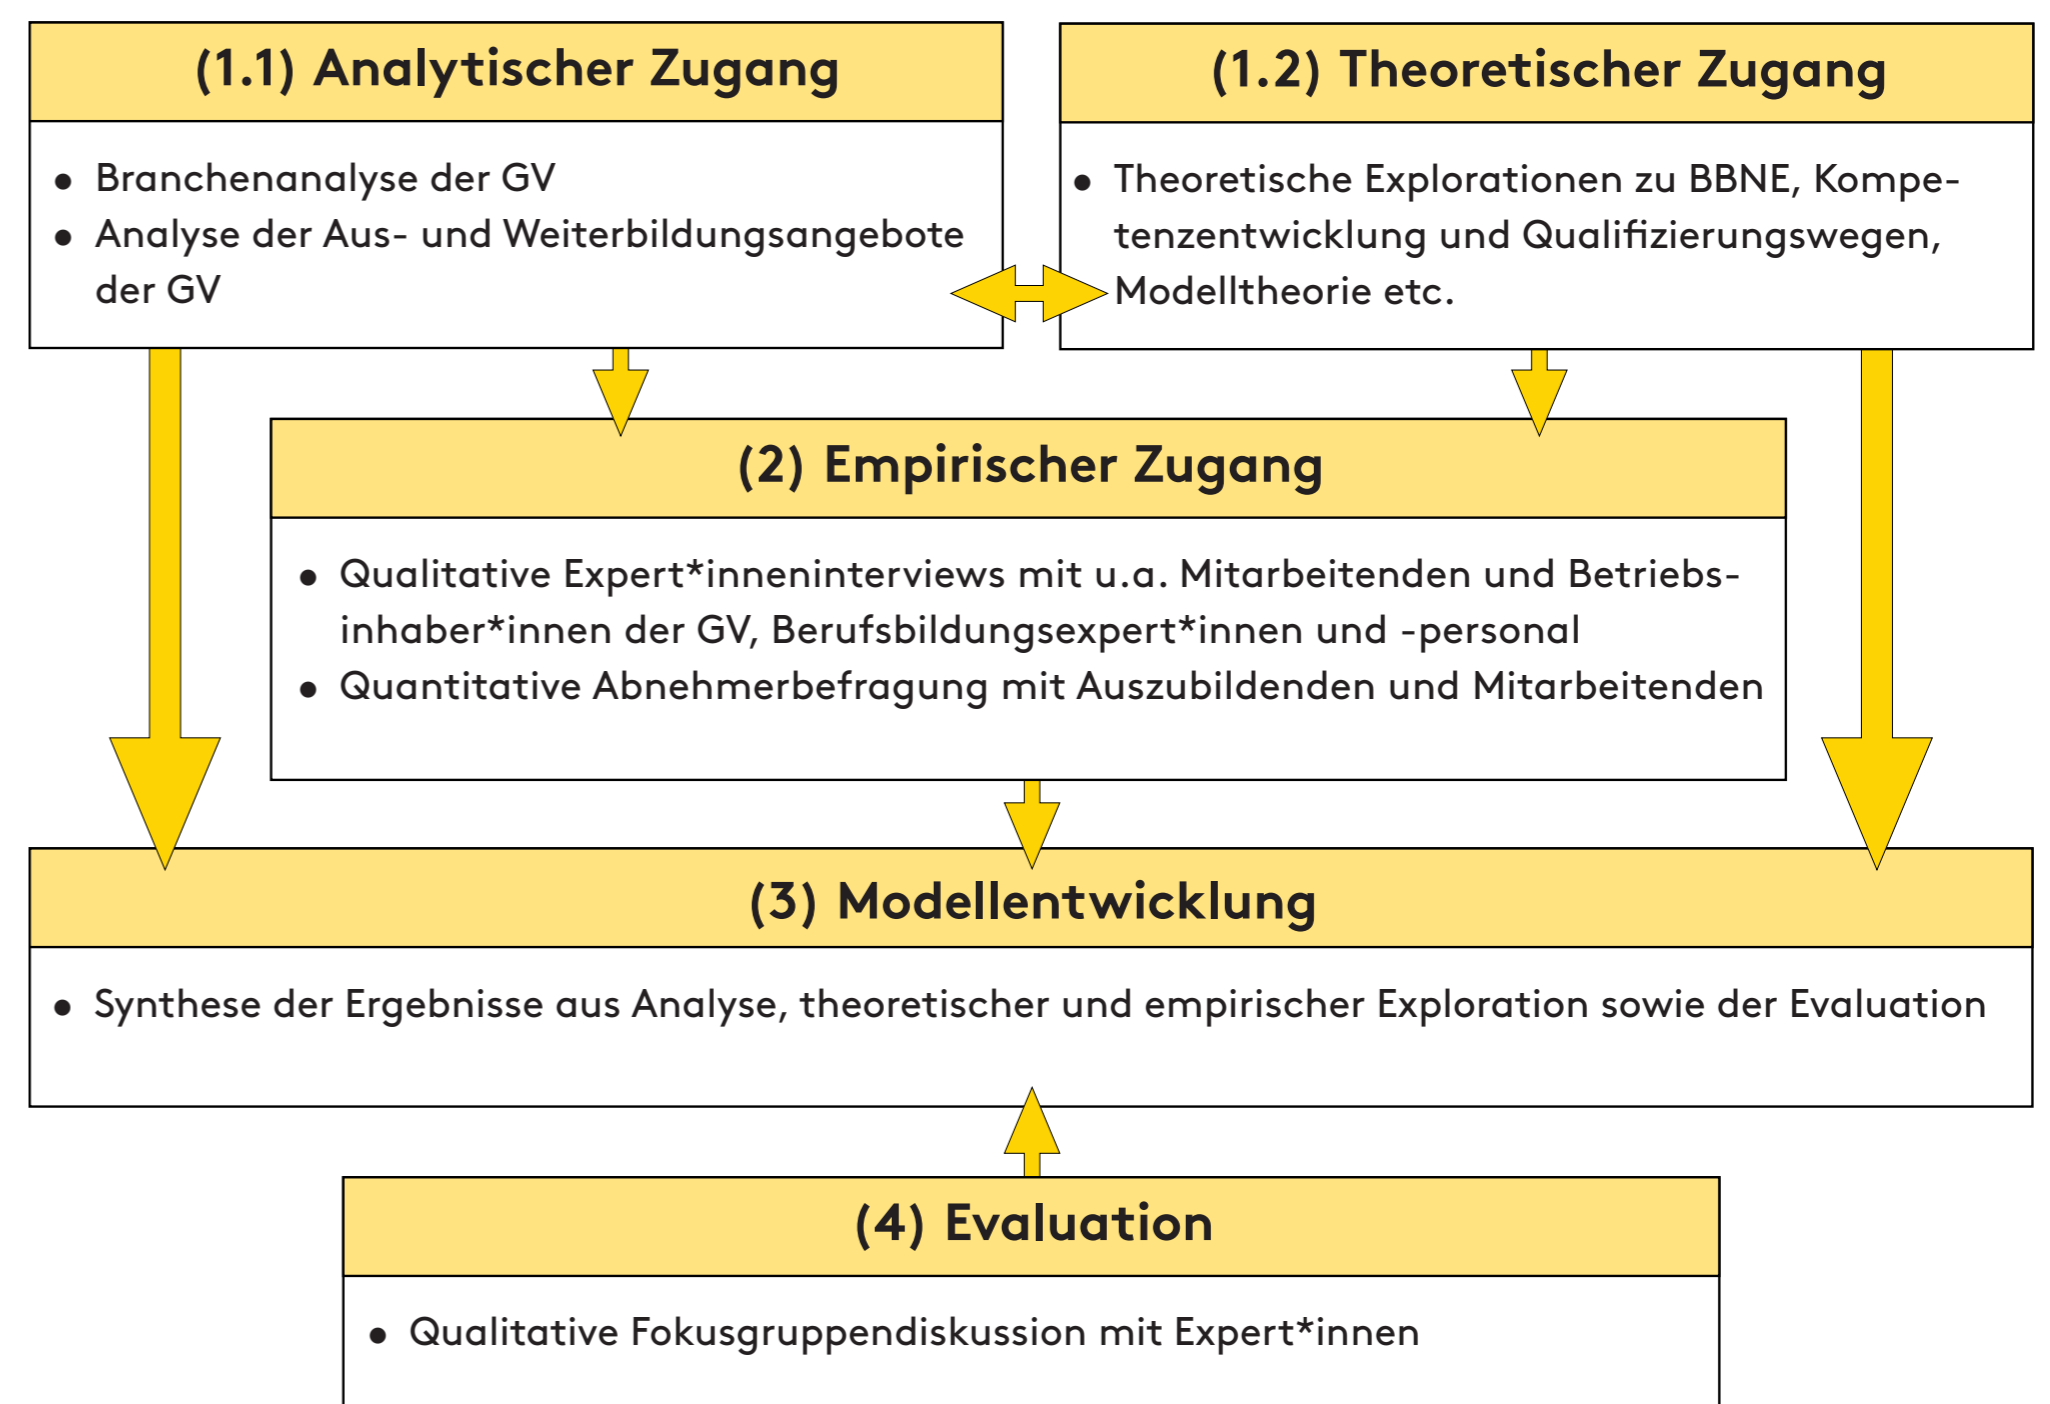 (1.1) Analytischer Zugang
• Branchenanalyse der GV
• Analyse der Aus- und Weiterbildungsangebote
der GV
(1.2) Theoretischer Zugang
• Theoretische Explorationen zu BBNE, Kompe-
tenzentwicklung und Qualifizierungswegen,
Modelltheorie etc.
(2) Empirischer Zugang
• Qualitative Expert*inneninterviews mit u.a. Mitarbeitenden und Betriebs-
inhaber*innen der GV, Berufsbildungsexpert*innen und -personal
• Quantitative Abnehmerbefragung mit Auszubildenden und Mitarbeitenden
(3) Modellentwicklung
• Synthese der Ergebnisse aus Analyse, theoretischer und empirischer Exploration sowie der Evaluation
(4) Evaluation
• Qualitative Fokusgruppendiskussion mit Expert*innen